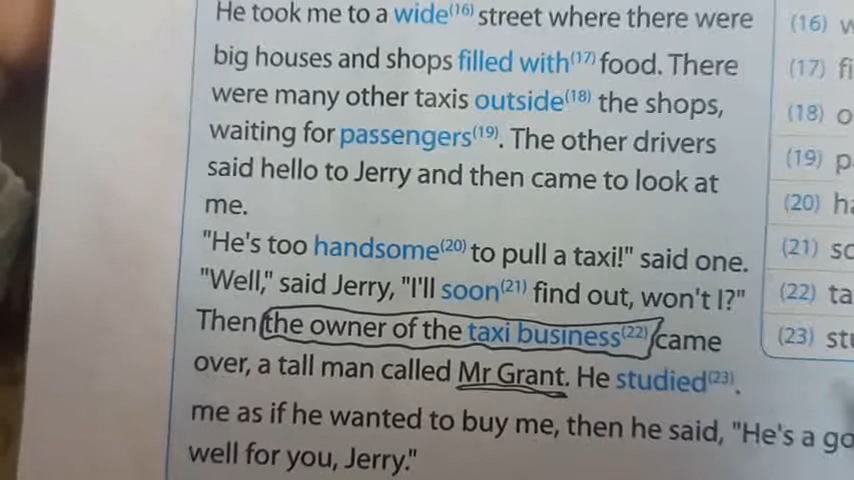 He took me to a wide(16) street where there were
big houses and shops filled with(17) food. There
were many other taxis outside(18) the shops,
waiting for passengers(19). The other drivers
said hello to Jerry and then came to look at
me.
"He's too handsome(20) to pull a taxi!" said one.
"Well," said Jerry, "I'll soon(21) find out, won't I?"
Then the owner of the taxi business(22) came
over, a tall man called Mr Grant. He studied(23)
me as if he wanted to buy me, then he said, "He's a go
well for you, Jerry."
(16) w
(17) fi
(18) o
(19) p
(20) ha
(21) so
(22) ta
(23) stu